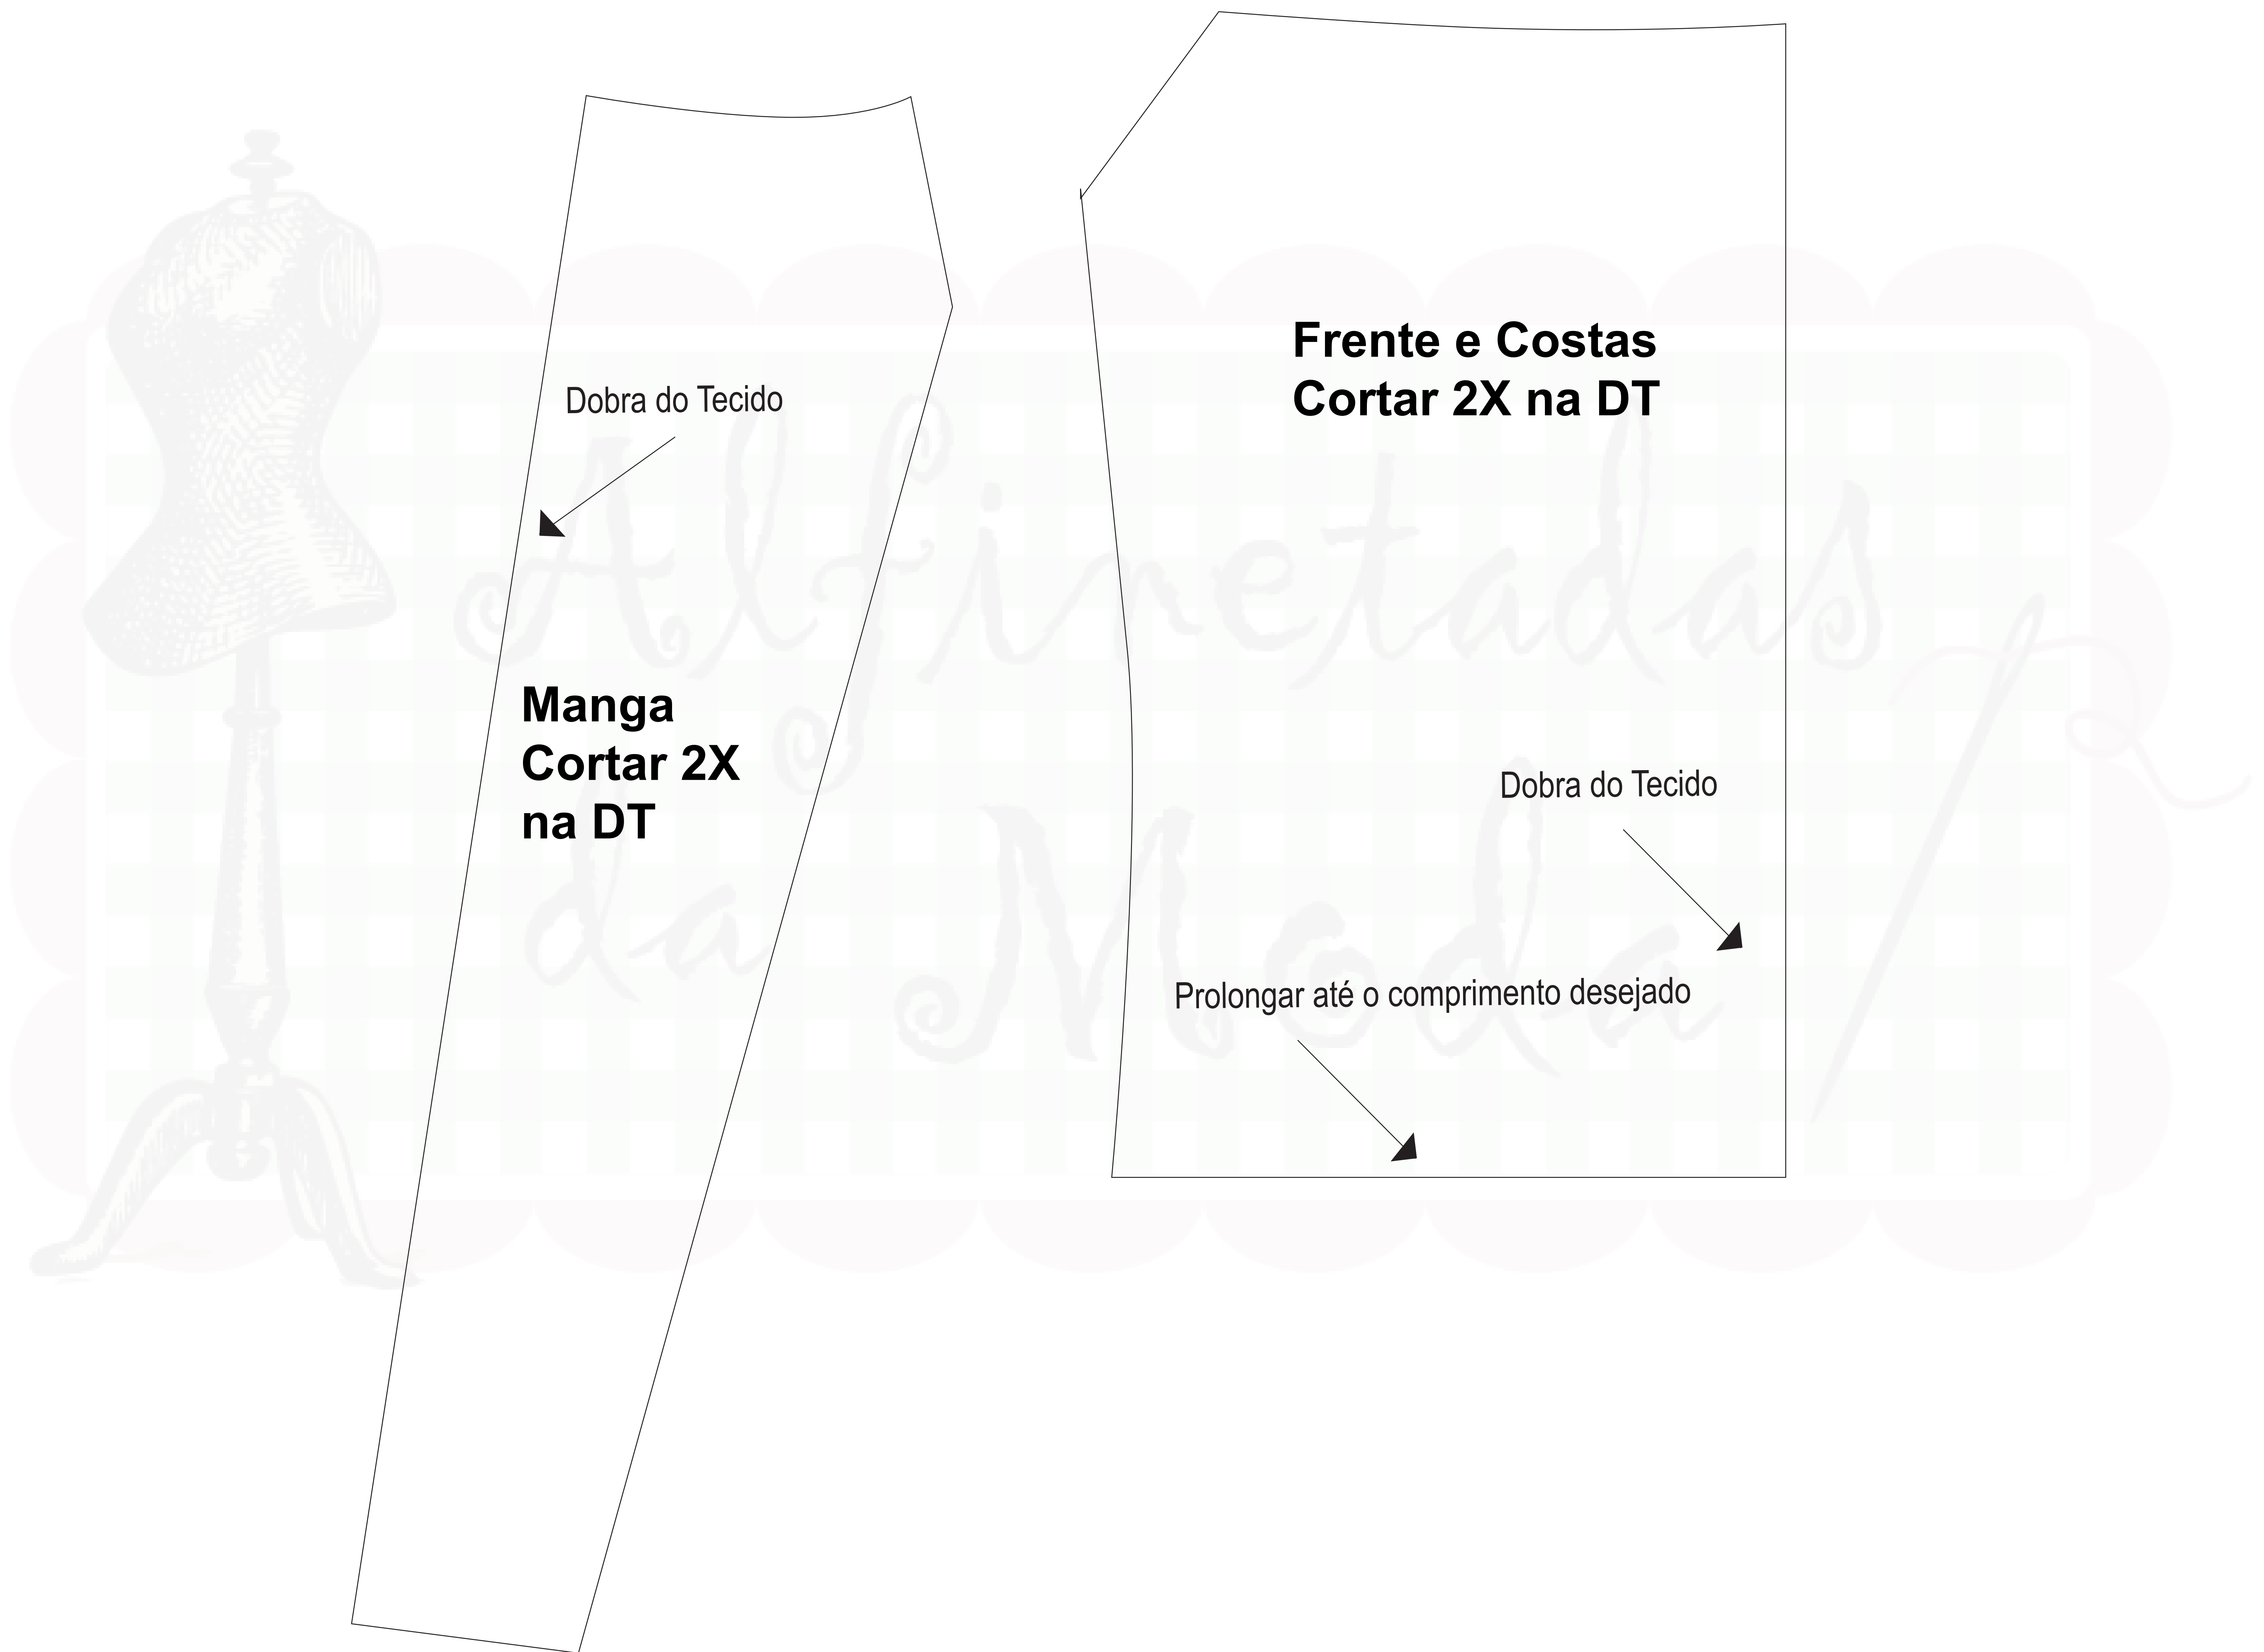 Dobra do Tecido
Manga
Cortar 2X
na DT
Frente e Costas
Cortar 2X na DT
Dobra do Tecido
Prolongar até o comprimento desejado
Alfinetadas
da Moda